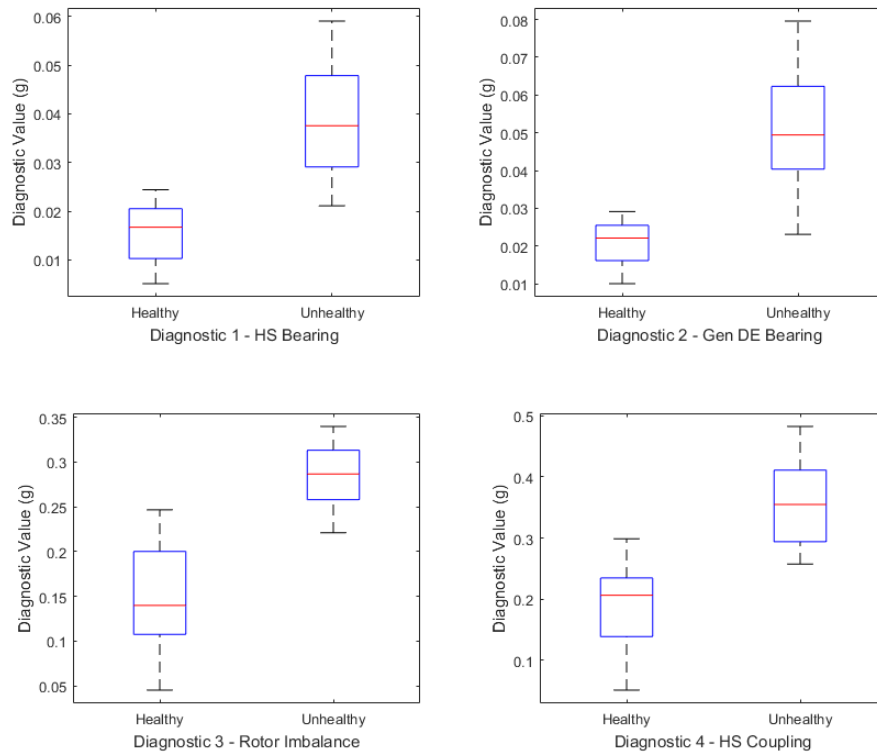 Diagnostic Value (g)
0.06
0.05
0.04
0.03
0.02
0.01
Healthy Unhealthy
Diagnostic 1 - HS Bearing
Diagnostic Value (g)
0.08
0.07
0.06
0.05
0.04
0.03
0.02
0.01
Healthy Unhealthy
Diagnostic 2 - Gen DE Bearing
Diagnostic Value (g)
0.35
0.3
0.25
0.2
0.15
0.1
0.05
Healthy Unhealthy
Diagnostic 3 - Rotor Imbalance
Diagnostic Value (g)
0.5
0.4
0.3
0.2
0.1
Healthy Unhealthy
Diagnostic 4 - HS Coupling